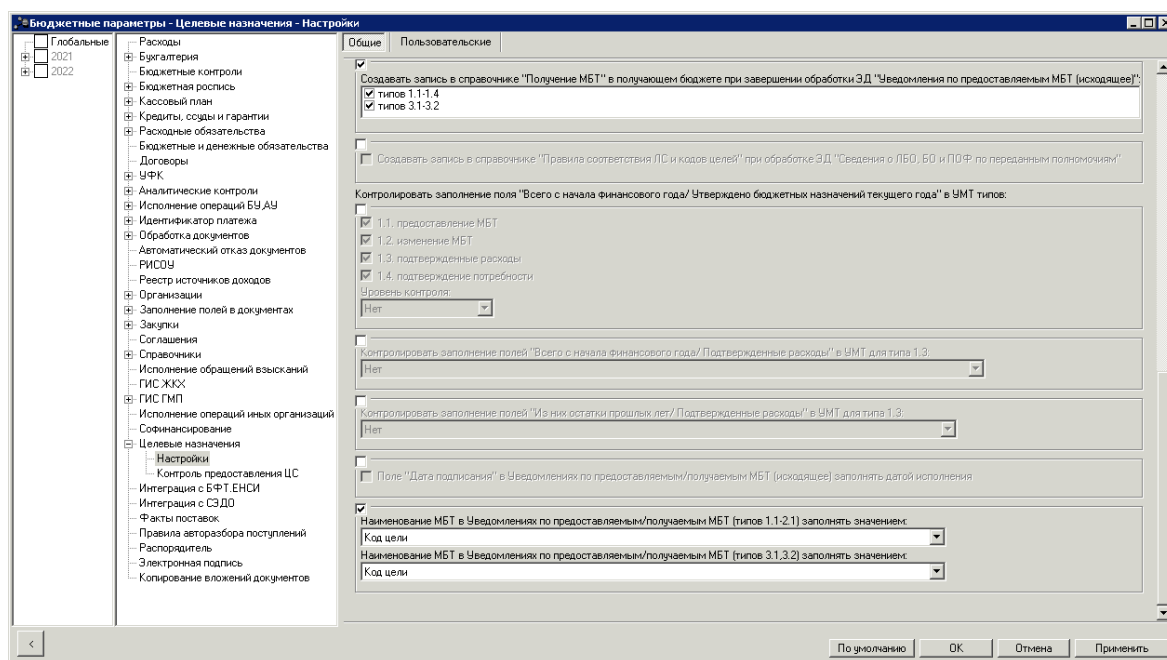 Бюджетные параметры - Целевые назначения - Настройки
Глобальные
2021
2022
Расходы
Бухгалтерия
Бюджетные контроли
Бюджетная роспись
Кассовый план
Кредиты, ссуды и гарантии
Расходные обязательства
Бюджетные и денежные обязательства
Договоры
УФК
Аналитические контроли
Исполнение операций БУ,АУ
Идентификатор платежа
Обработка документов
Автоматический отказ документов
РИСОУ
Реестр источников доходов
Организации
Заполнение полей в документах
Закупки
Соглашения
Справочники
Исполнение обращений взысканий
ГИС ЖКХ
ГИС ГМП
Исполнение операций иных организаций
Софинансирование
Целевые назначения
Настройки
Контроль предоставления ЦС
Интеграция с БФТ.ЕНСИ
Интеграция с СЭДО
Факты поставок
Правила авторазбора поступлений
Распорядитель
Электронная подпись
Копирование вложений документов
Общие
Пользовательские
Создавать запись в справочнике "Получение МБТ" в получающем бюджете при завершении обработки ЭД "Уведомления по предоставляемым МБТ (исходящее)":
типов 1.1-1.4
типов 3.1-3.2
Создавать запись в справочнике "Правила соответствия ЛС и кодов целей" при обработке ЭД "Сведения о ЛБО, БО и ПОФ по переданным полномочиям"
Контролировать заполнение поля "Всего с начала финансового года/ Утверждено бюджетных назначений текущего года" в УМТ типов:
1.1. предоставление МБТ
1.2. изменение МБТ
1.3. подтвержденные расходы
1.4. подтверждение потребности
Уровень контроля:
Нет
Контролировать заполнение полей "Всего с начала финансового года/ Подтвержденные расходы" в УМТ для типа 1.3:
Нет
Контролировать заполнение полей "Из них остатки прошлых лет/ Подтвержденные расходы" в УМТ для типа 1.3:
Нет
Поле "Дата подписания" в Уведомлениях по предоставляемым/получаемым МБТ (исходящее) заполнять датой исполнения
Наименование МБТ в Уведомлениях по предоставляемым/получаемым МБТ (типов 1.1-2.1) заполнять значением:
Код цели
Наименование МБТ в Уведомлениях по предоставляемым/получаемым МБТ (типов 3.1,3.2) заполнять значением:
Код цели
<
По умолчанию
OK
Отмена
Применить